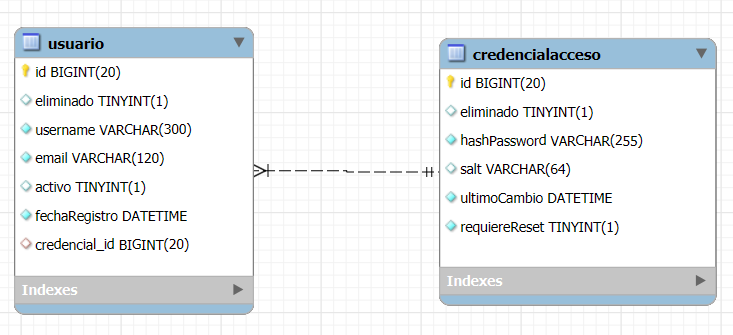 usuario
id BIGINT(20)
eliminado TINYINT(1)
username VARCHAR(300)
email VARCHAR(120)
activo TINYINT(1)
fechaRegistro DATETIME
credencial_id BIGINT(20)
Indexes
credencialacceso
id BIGINT(20)
eliminado TINYINT(1)
hashPassword VARCHAR(255)
salt VARCHAR(64)
ultimoCambio DATETIME
requiereReset TINYINT(1)
Indexes